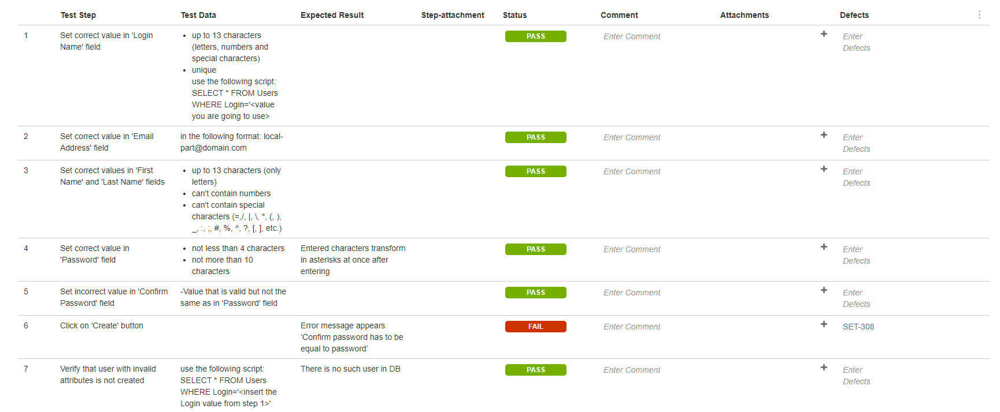 Test Step Test Data Expected Result Step-attachment Status Comment Attachments Defects
1
Set correct value in 'Login
Name' field
• up to 13 characters
(letters, numbers and
special characters)
• unique
use the following script:
SELECT * FROM Users
WHERE Login='<value
you are going to use>
PASS
Enter Comment
+
Enter
Defects
2
Set correct value in 'Email
Address' field
in the following format: local-
part@domain.com
PASS
Enter Comment
+
Enter
Defects
3
Set correct values in 'First
Name' and 'Last Name' fields
• up to 13 characters (only
letters)
• can't contain numbers
• can't contain special
characters (=,/, |, \, *, (, ),
_, :, ;, #, %, ^, ?, [, ], etc.)
PASS
Enter Comment
+
Enter
Defects
4
Set correct value in
'Password' field
• not less than 4 characters
• not more than 10
characters
Entered characters transform
in asterisks at once after
entering
PASS
Enter Comment
+
Enter
Defects
5
Set incorrect value in 'Confirm
Password' field
-Value that is valid but not the
same as in 'Password' field
PASS
Enter Comment
+
Enter
Defects
6
Click on 'Create' button
Error message appears
‘Confirm password has to be
equal to password’
FAIL
Enter Comment
+
SET-308
7
Verify that user with invalid
attributes is not created
use the following script:
SELECT * FROM Users
WHERE Login='<insert the
Login value from step 1>'
There is no such user in DB
PASS
Enter Comment
+
Enter
Defects